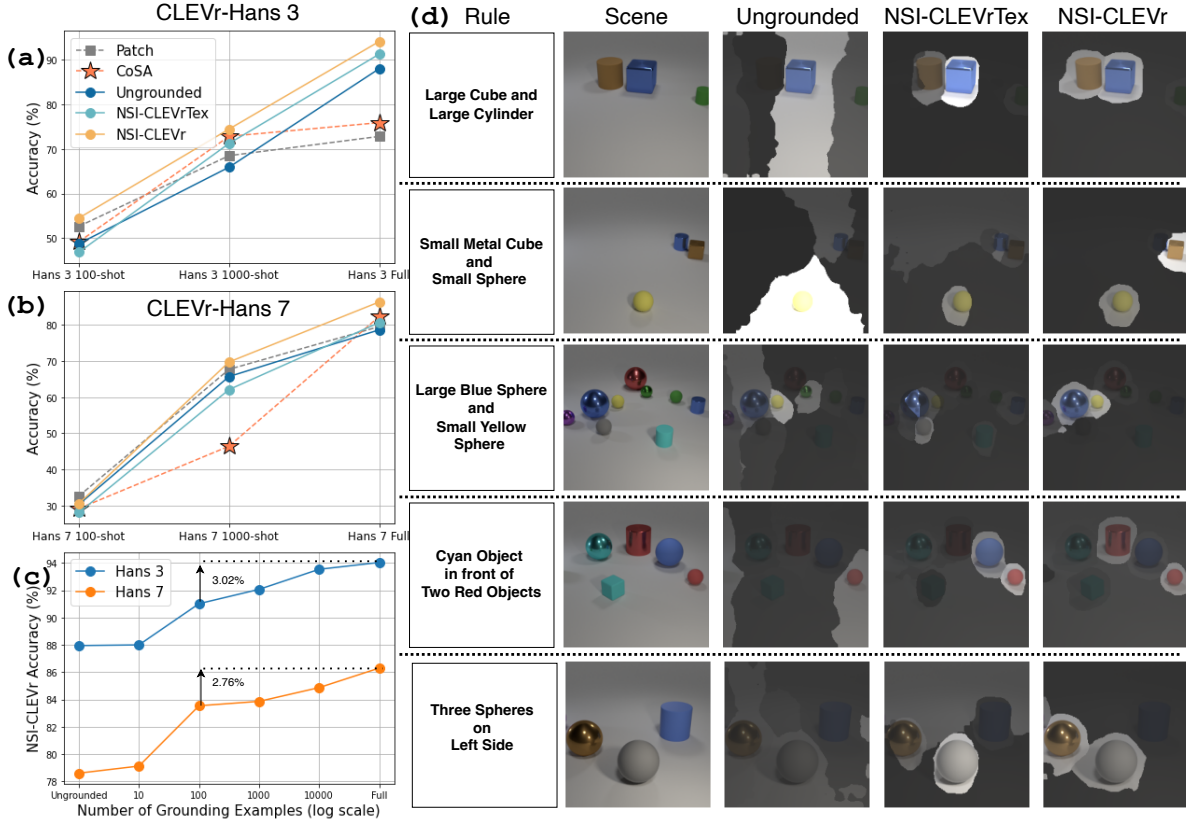 CLEVr-Hans 3
(a)
Patch
CoSA
Ungrounded
NSI-CLEVrTex
NSI-CLEVr
Accuracy (%)
90
80
70
60
50
Hans 3 100-shot
Hans 3 1000-shot
Hans 3 Full
(b)
CLEVr-Hans 7
Accuracy (%)
80
70
60
50
40
30
Hans 7 100-shot
Hans 7 1000-shot
Hans 7 Full
(c)
Hans 3
Hans 7
NSI-CLEVr Accuracy (%)
94
92
90
88
86
84
82
80
78
3.02%
2.76%
Ungrounded
10
100
1000
10000
Full
Number of Grounding Examples (log scale)
(d)
Rule
Scene
Ungrounded
NSI-CLEVrTex
NSI-CLEVr
Large Cube and
Large Cylinder
Small Metal Cube
and
Small Sphere
Large Blue Sphere
and
Small Yellow
Sphere
Cyan Object
in front of
Two Red Objects
Three Spheres
on
Left Side